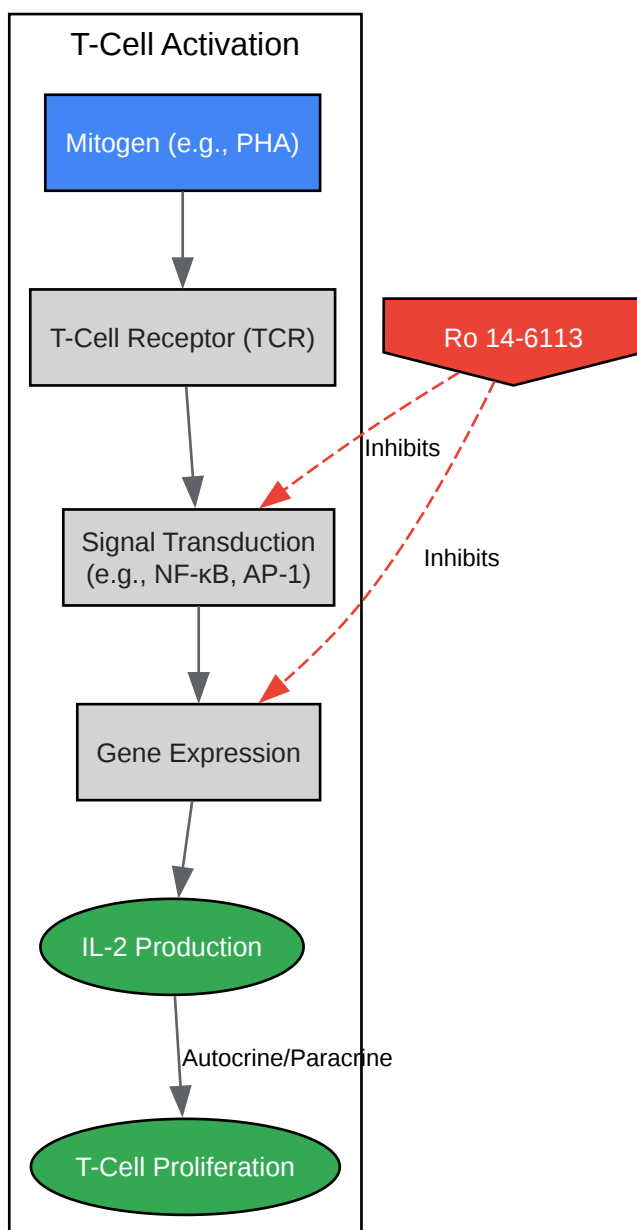 T-Cell Activation
Mitogen (e.g., PHA)
T-Cell Receptor (TCR)
Ro 14-6113
Inhibits
Signal Transduction
(e.g., NF-κB, AP-1)
Inhibits
Gene Expression
IL-2 Production
Autocrine/Paracrine
T-Cell Proliferation